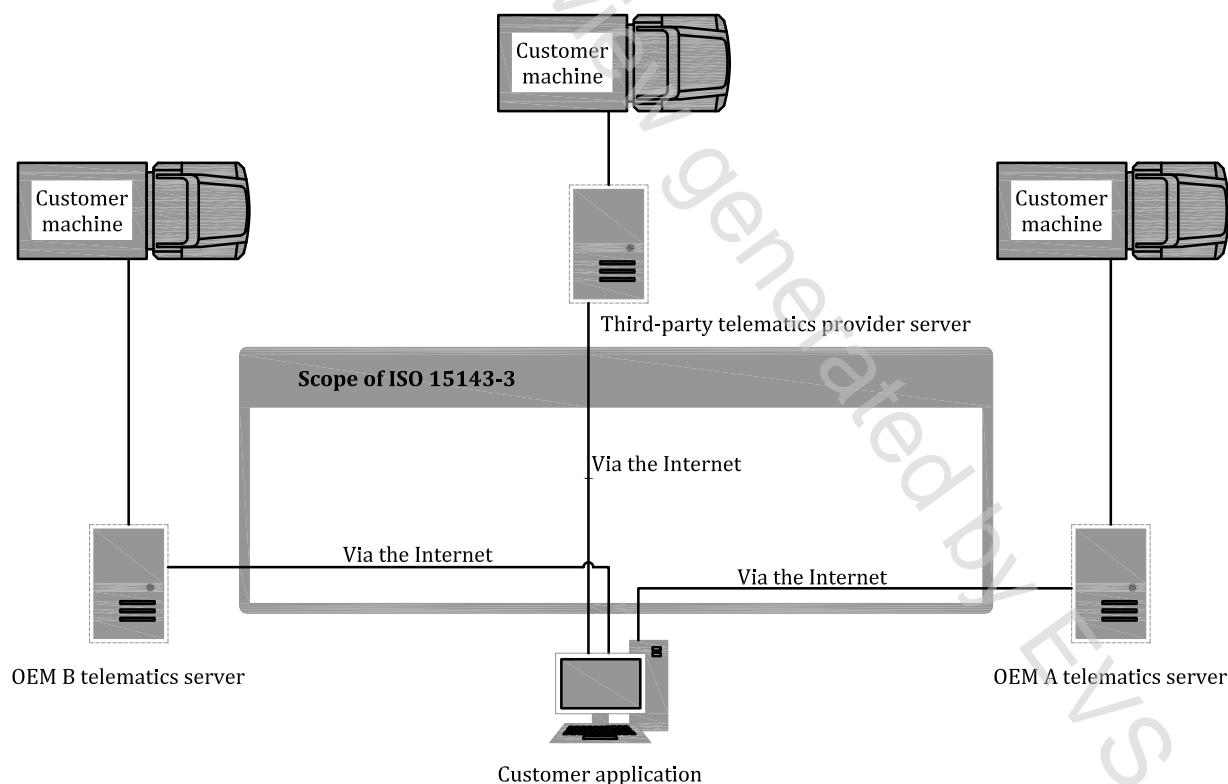 Customer
machine
Customer
machine
Customer
machine
Third-party telematics provider server
Scope of ISO 15143-3
Via the Internet
Via the Internet
Via the Internet
OEM B telematics server
OEM A telematics server
Customer application
generated by EVS